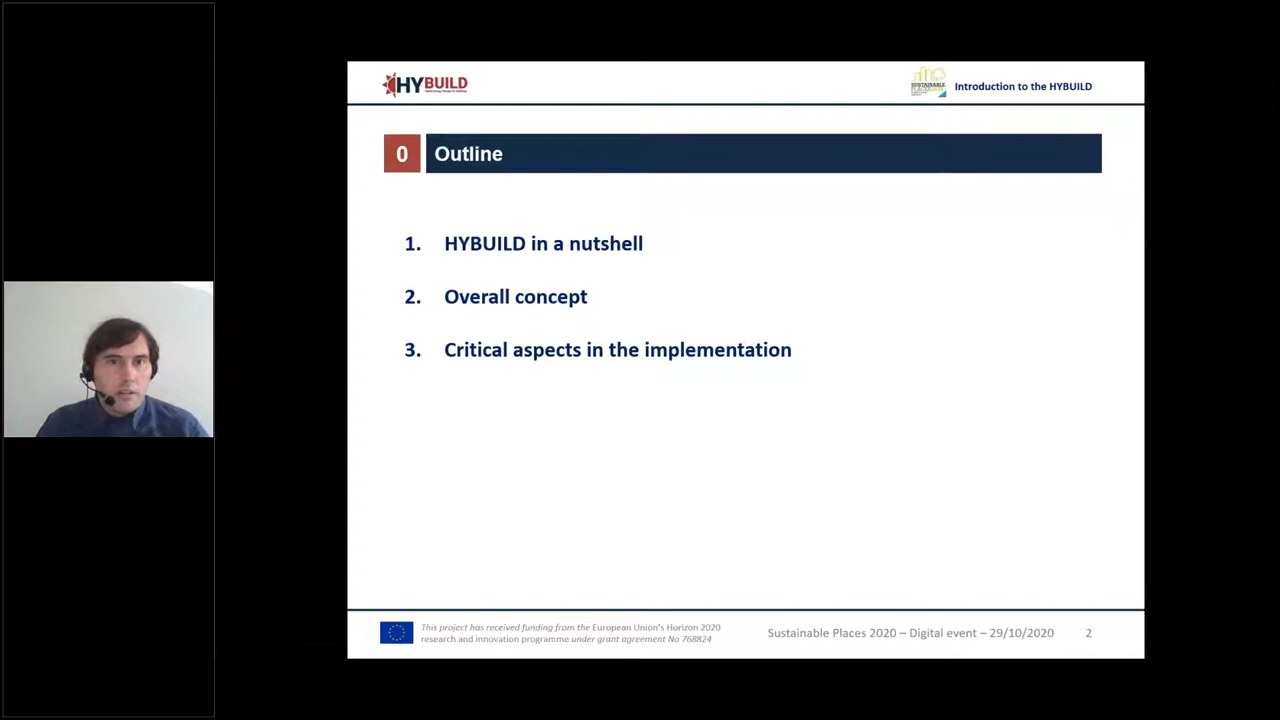 HYBUILD
SUSTAINABLE
Introduction to the HYBUILD
0 Outline
1. HYBUILD in a nutshell
2. Overall concept
3. Critical aspects in the implementation
This project has received funding from the European Union's Horizon 2020
research and innovation programme under grant agreement No 768824
Sustainable Places 2020 – Digital event – 29/10/2020 2